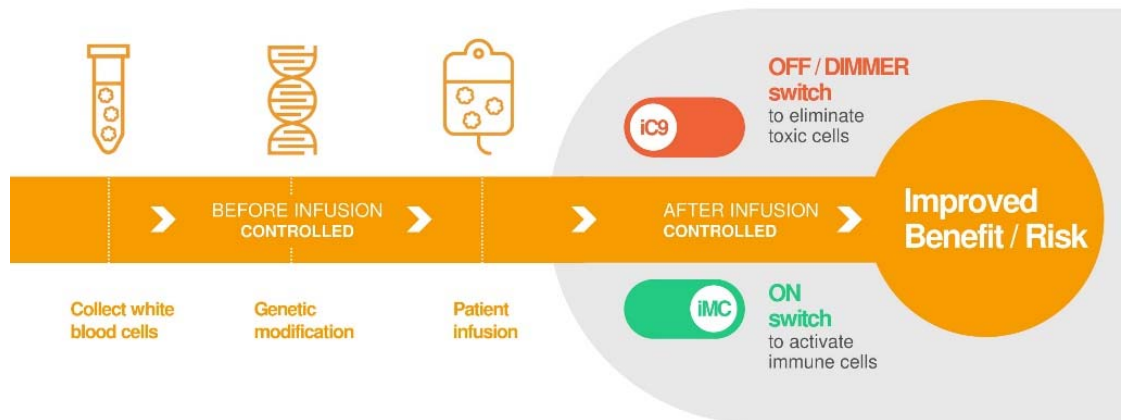 OFF / DIMMER
switch
to eliminate
toxic cells
iC9
BEFORE INFUSION
CONTROLLED
AFTER INFUSION
CONTROLLED
Improved
Benefit / Risk
Collect white
blood cells
Genetic
modification
Patient
infusion
iMC
ON
switch
to activate
immune cells